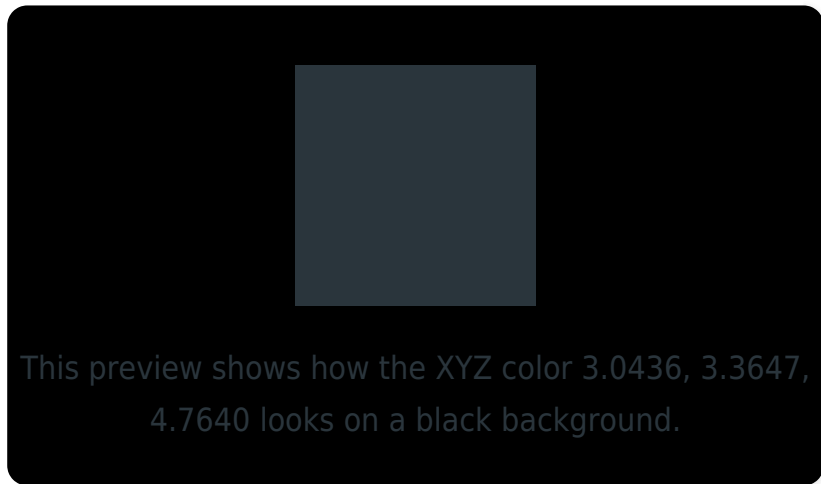 This preview shows how the XYZ color 3.0436, 3.3647,
4.7640 looks on a black background.